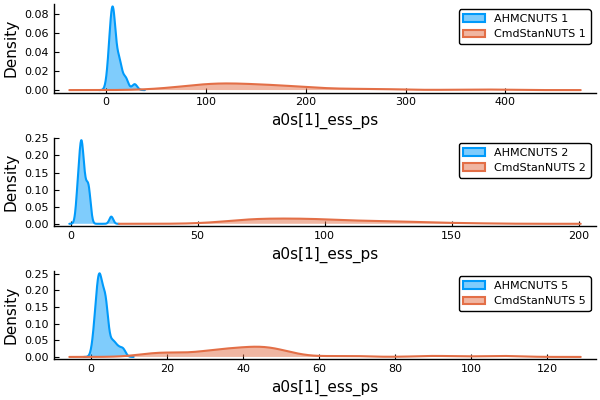 Density
0.08
0.06
0.04
0.02
0.00
AHMCNUTS 1
CmdStanNUTS 1
0 100 200 300 400
a0s[1]_ess_ps
Density
0.25
0.20
0.15
0.10
0.05
0.00
AHMCNUTS 2
CmdStanNUTS 2
0 50 100 150 200
a0s[1]_ess_ps
Density
0.25
0.20
0.15
0.10
0.05
0.00
AHMCNUTS 5
CmdStanNUTS 5
0 20 40 60 80 100 120
a0s[1]_ess_ps